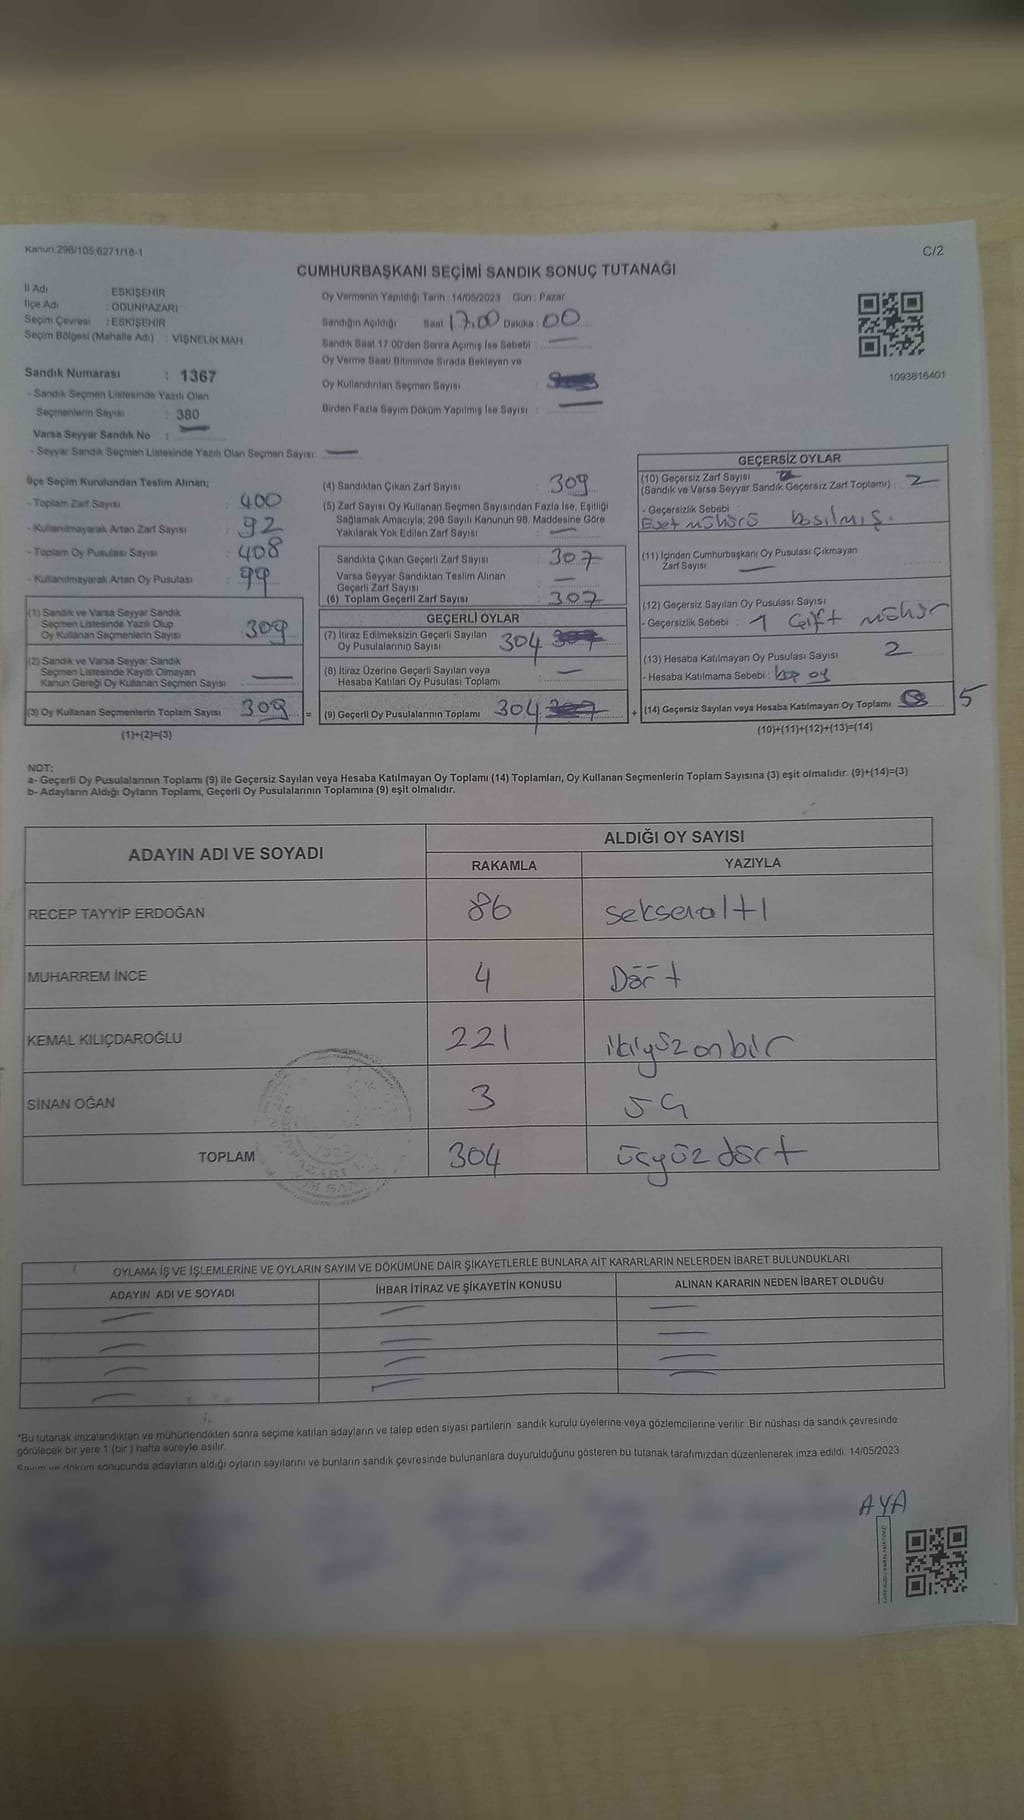 Kanun:298/105;6271/18-1
C/2
CUMHURBAŞKANI SEÇİMİ SANDIK SONUÇ TUTANAĞI
İl Adı : ESKİŞEHİR
İlçe Adı : ODUNPAZARI
Seçim Çevresi : ESKİŞEHİR
Seçim Bölgesi (Mahalle Adı) : VİŞNELİK MAH
Sandık Numarası : 1367
- Sandık Seçmen Listesinde Yazılı Olan
Seçmenlerin Sayısı : 380
Varsa Seyyar Sandık No : —
- Seyyar Sandık Seçmen Listesinde Yazılı Olan Seçmen Sayısı: —
Oy Vermenin Yapıldığı Tarih : 14/05/2023 Gün : Pazar
Sandığın Açıldığı Saat 17:00 Dakika : 00
Sandık Saat 17:00'den Sonra Açımış İse Sebebi : —
Oy Verme Saati Bitiminde Sırada Bekleyen ve
Oy Kullandırılan Seçmen Sayısı :
Birden Fazla Sayım Döküm Yapılmış İse Sayısı : —
1093816401
İlçe Seçim Kurulundan Teslim Alınan;
- Toplam Zarf Sayısı : 400
- Kullanılmayarak Artan Zarf Sayısı : 92
- Toplam Oy Pusulası Sayısı : 408
- Kullanılmayarak Artan Oy Pusulası : 99
(1) Sandık ve Varsa Seyyar Sandık
Seçmen Listesinde Yazılı Olup
Oy Kullanan Seçmenlerin Sayısı : 309
(2) Sandık ve Varsa Seyyar Sandık
Seçmen Listesinde Kayıtlı Olmayan
Kanun Gereği Oy Kullanan Seçmen Sayısı : —
(3) Oy Kullanan Seçmenlerin Toplam Sayısı : 309 =
(1)+(2)=(3)
(4) Sandıktan Çıkan Zarf Sayısı : 309
(5) Zarf Sayısı Oy Kullanan Seçmen Sayısından Fazla İse, Eşitliği
Sağlamak Amacıyla, 298 Sayılı Kanunun 98. Maddesine Göre
Yakılarak Yok Edilen Zarf Sayısı : —
Sandıkta Çıkan Geçerli Zarf Sayısı : 307
Varsa Seyyar Sandıktan Teslim Alınan
Geçerli Zarf Sayısı : —
(6) Toplam Geçerli Zarf Sayısı : 307
GEÇERLİ OYLAR
(7) İtiraz Edilmeksizin Geçerli Sayılan
Oy Pusulalarının Sayısı : 304
(8) İtiraz Üzerine Geçerli Sayılan veya
Hesaba Katılan Oy Pusulası Toplamı : —
(9) Geçerli Oy Pusulalarının Toplamı : 304 +
GEÇERSİZ OYLAR
(10) Geçersiz Zarf Sayısı
(Sandık ve Varsa Seyyar Sandık Geçersiz Zarf Toplamı) : 2
- Geçersizlik Sebebi :
Evet mührü basılmış.
(11) İçinden Cumhurbaşkanı Oy Pusulası Çıkmayan
Zarf Sayısı : —
(12) Geçersiz Sayılan Oy Pusulası Sayısı
- Geçersizlik Sebebi : 1 Çift mühür
(13) Hesaba Katılmayan Oy Pusulası Sayısı : 2
- Hesaba Katılmama Sebebi : boş oy
(14) Geçersiz Sayılan veya Hesaba Katılmayan Oy Toplamı : 5
(10)+(11)+(12)+(13)=(14)
NOT:
a- Geçerli Oy Pusulalarının Toplamı (9) ile Geçersiz Sayılan veya Hesaba Katılmayan Oy Toplamı (14) Toplamları, Oy Kullanan Seçmenlerin Toplam Sayısına (3) eşit olmalıdır. (9)+(14)=(3)
b- Adayların Aldığı Oyların Toplamı, Geçerli Oy Pusulalarının Toplamına (9) eşit olmalıdır.
ADAYIN ADI VE SOYADI
ALDIĞI OY SAYISI
RAKAMLA YAZIYLA
RECEP TAYYİP ERDOĞAN 86 seksenaltı
MUHARREM İNCE 4 Dört
KEMAL KILIÇDAROĞLU 221 ikiyüzonbir
SİNAN OĞAN 3 üç
TOPLAM 304 üçyüzdört
OYLAMA İŞ VE İŞLEMLERİNE VE OYLARIN SAYIM VE DÖKÜMÜNE DAİR ŞİKAYETLERLE BUNLARA AİT KARARLARIN NELERDEN İBARET BULUNDUKLARI
ADAYIN ADI VE SOYADI İHBAR İTİRAZ VE ŞİKAYETİN KONUSU ALINAN KARARIN NEDEN İBARET OLDUĞU
— — —
— — —
— — —
— — —
*Bu tutanak imzalandıktan ve mühürlendikten sonra seçime katılan adayların ve talep eden siyasi partilerin sandık kurulu üyelerine veya gözlemcilerine verilir. Bir nüshası da sandık çevresinde
görülecek bir yere 1 (bir ) hafta süreyle asılır.
Sayım ve döküm sonucunda adayların aldığı oyların sayılarını ve bunların sandık çevresinde bulunanlara duyurulduğunu gösteren bu tutanak tarafımızdan düzenlenerek imza edildi. 14/05/2023
AYA